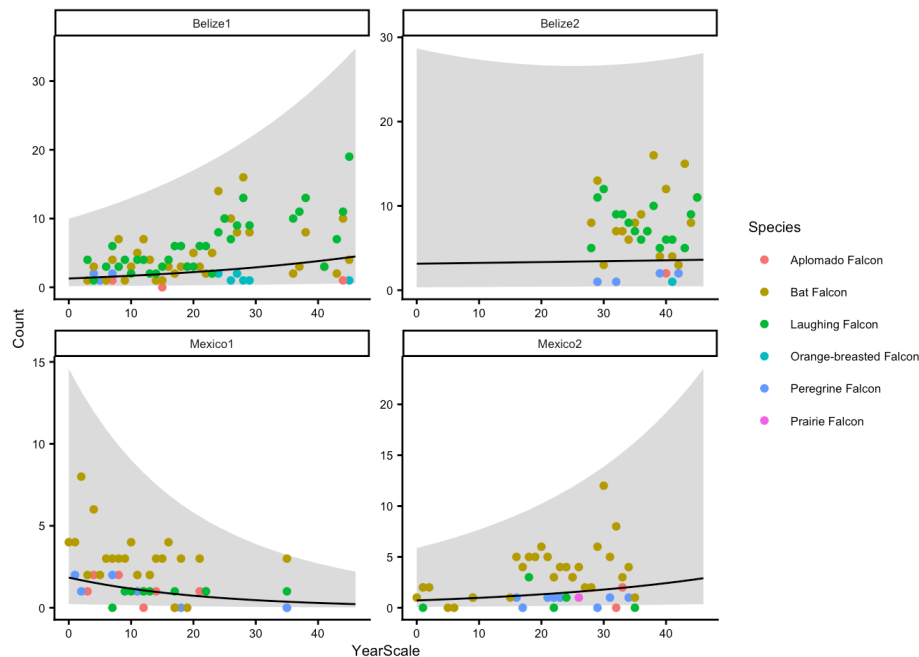 Belize1
Belize2
30
20
10
0
30
20
10
0
0 10 20 30 40
0 10 20 30 40
Count
Mexico1
Mexico2
15
10
5
0
20
15
10
5
0
0 10 20 30 40
0 10 20 30 40
YearScale
Species
Aplomado Falcon
Bat Falcon
Laughing Falcon
Orange-breasted Falcon
Peregrine Falcon
Prairie Falcon